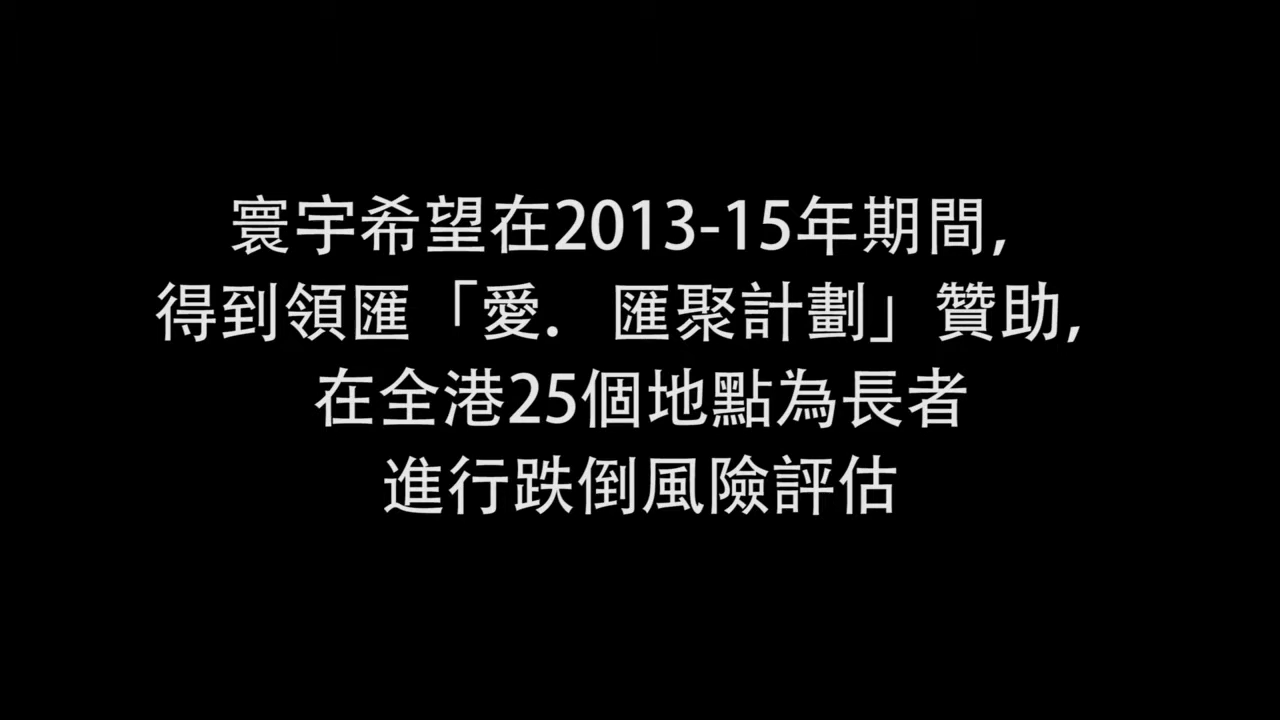 寰宇希望在2013-15年期間,
得到領匯「愛．匯聚計劃」贊助,
在全港25個地點為長者
進行跌倒風險評估